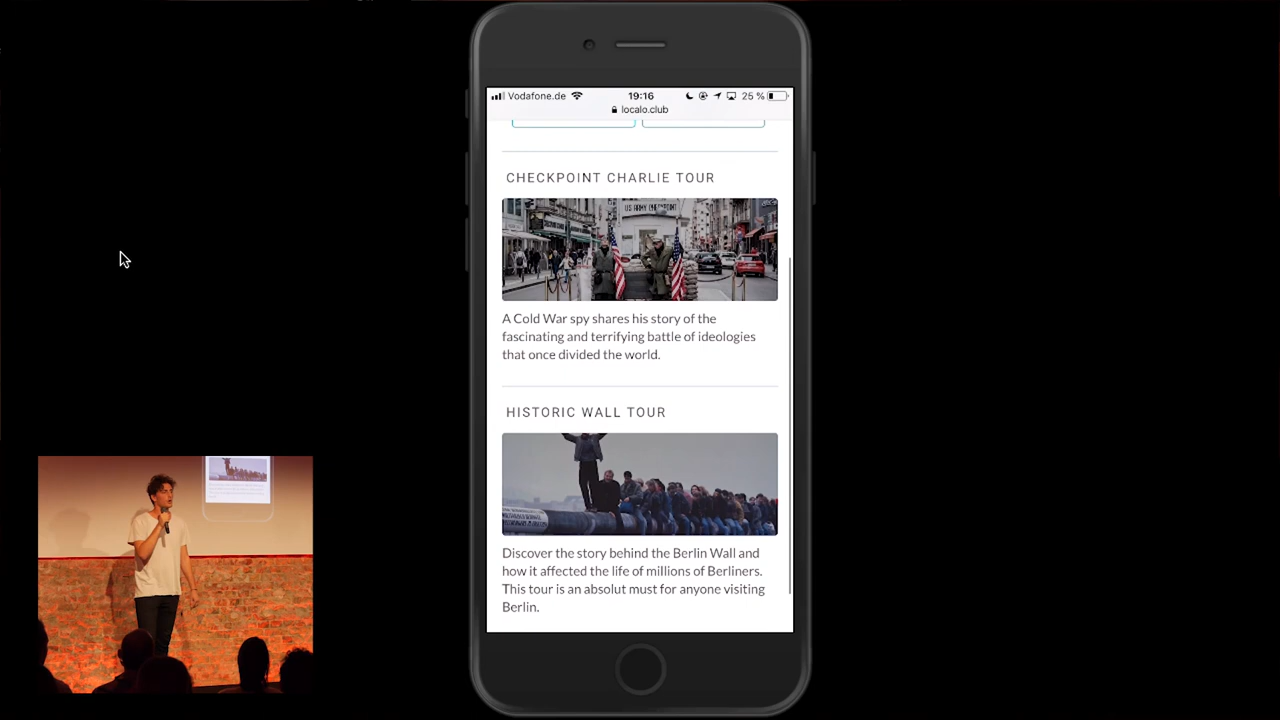 Vodafone.de
19:16
25 %
localo.club
CHECKPOINT CHARLIE TOUR
US ARMY CHECKPOINT
A Cold War spy shares his story of the
fascinating and terrifying battle of ideologies
that once divided the world.
HISTORIC WALL TOUR
Discover the story behind the Berlin Wall and
how it affected the life of millions of Berliners.
This tour is an absolut must for anyone visiting
Berlin.